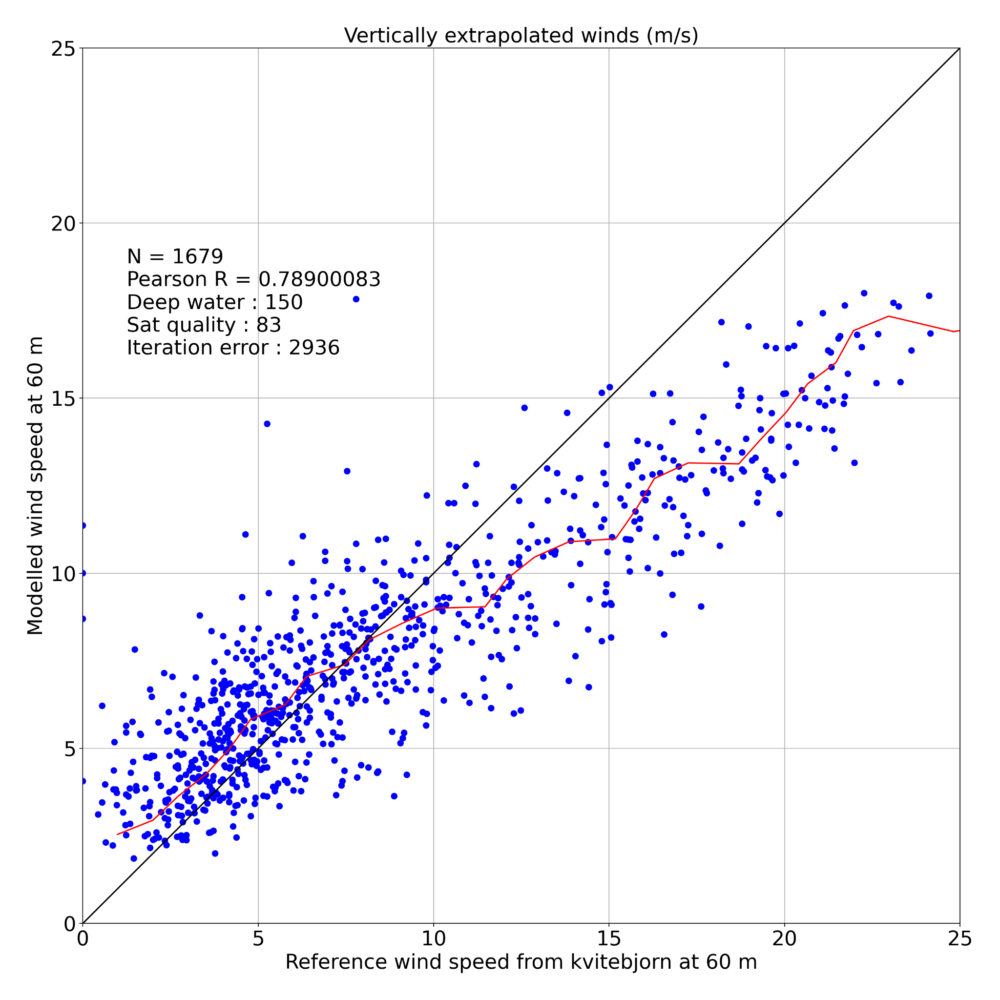 Vertically extrapolated winds (m/s)
25
20
15
10
5
0
Modelled wind speed at 60 m
N = 1679
Pearson R = 0.78900083
Deep water : 150
Sat quality : 83
Iteration error : 2936
0 5 10 15 20 25
Reference wind speed from kvitebjorn at 60 m